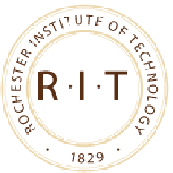 ROCHESTER INSTITUTE OF TECHNOLOGY
R·I·T
· 1829 ·